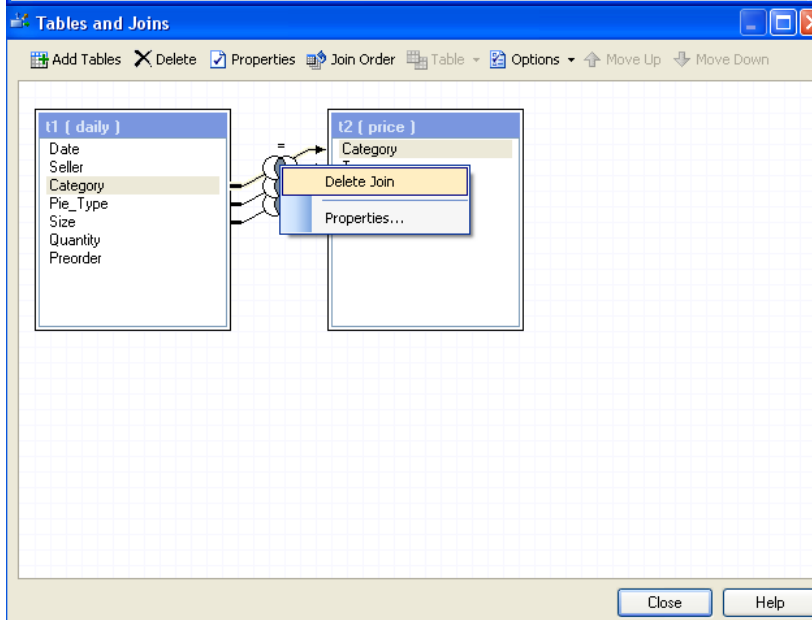 Tables and Joins
Add Tables Delete Properties Join Order Table Options Move Up Move Down
t1 ( daily )
Date
Seller
Category
Pie_Type
Size
Quantity
Preorder
=
t2 ( price )
Category
Delete Join
Properties...
Close Help